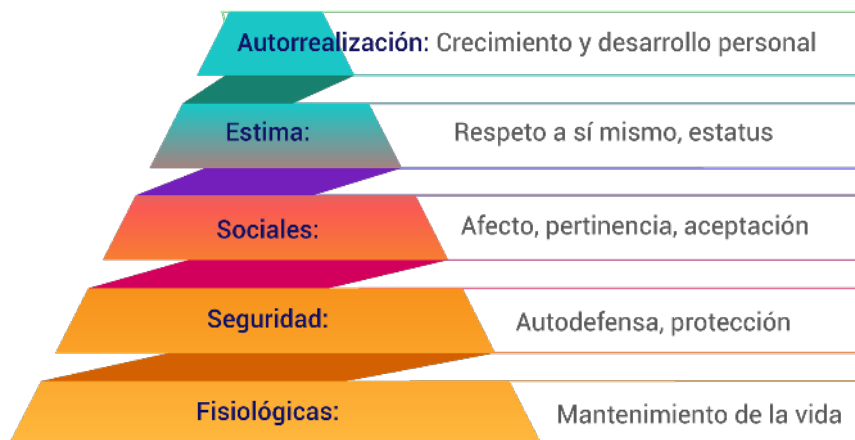 Autorrealización: Crecimiento y desarrollo personal
Estima: Respeto a sí mismo, estatus
Sociales: Afecto, pertinencia, aceptación
Seguridad: Autodefensa, protección
Fisiológicas: Mantenimiento de la vida